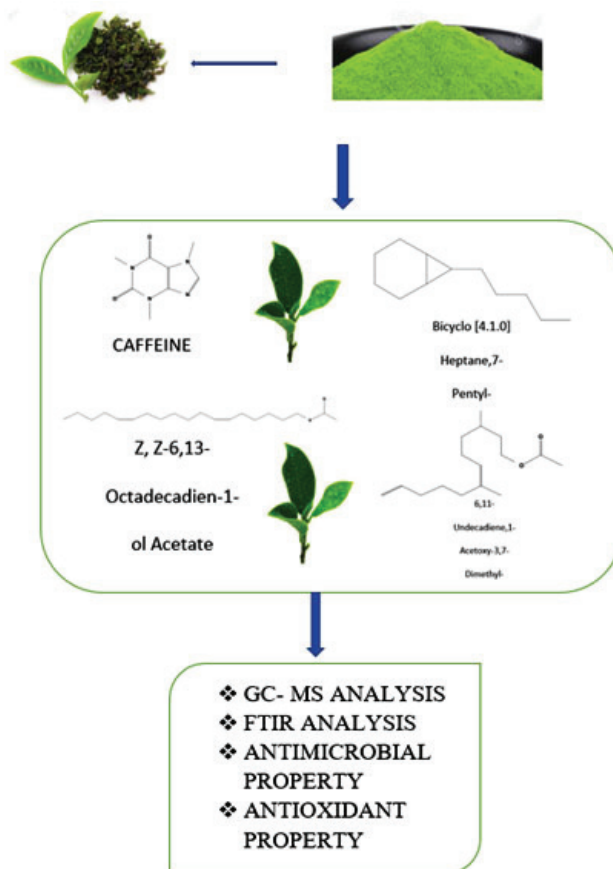 CAFFEINE
Bicyclo [4.1.0]
Heptane,7-
Pentyl-
Z, Z-6,13-
Octadecadien-1-
ol Acetate
6,11-
Undecadiene,1-
Acetoxy-3,7-
Dimethyl-
❖ GC- MS ANALYSIS
❖ FTIR ANALYSIS
❖ ANTIMICROBIAL
PROPERTY
❖ ANTIOXIDANT
PROPERTY